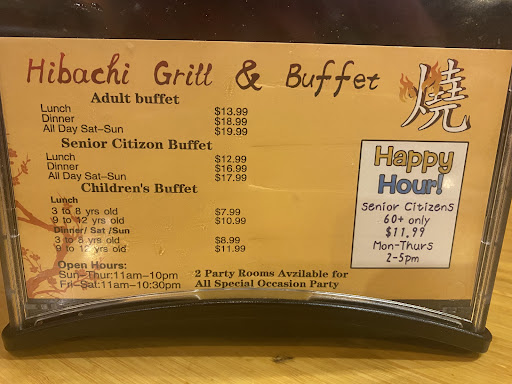 Hibachi Grill & Buffet
燒
Adult buffet
Lunch $13.99
Dinner $18.99
All Day Sat-Sun $19.99
Senior Citizon Buffet
Lunch $12.99
Dinner $16.99
All Day Sat-Sun $17.99
Children's Buffet
Lunch
3 to 8 yrs old $7.99
9 to 12 yrs old $10.99
Dinner/ Sat /Sun
3 to 8 yrs old $8.99
9 to 12 yrs old $11.99
Open Hours:
Sun-Thur:11am-10pm
Fri-Sat:11am-10:30pm
2 Party Rooms Avzilable for
All Special Occasion Party
Happy
Hour!
Senior Citizens
60+ only
$11.99
Mon-Thurs
2-5pm